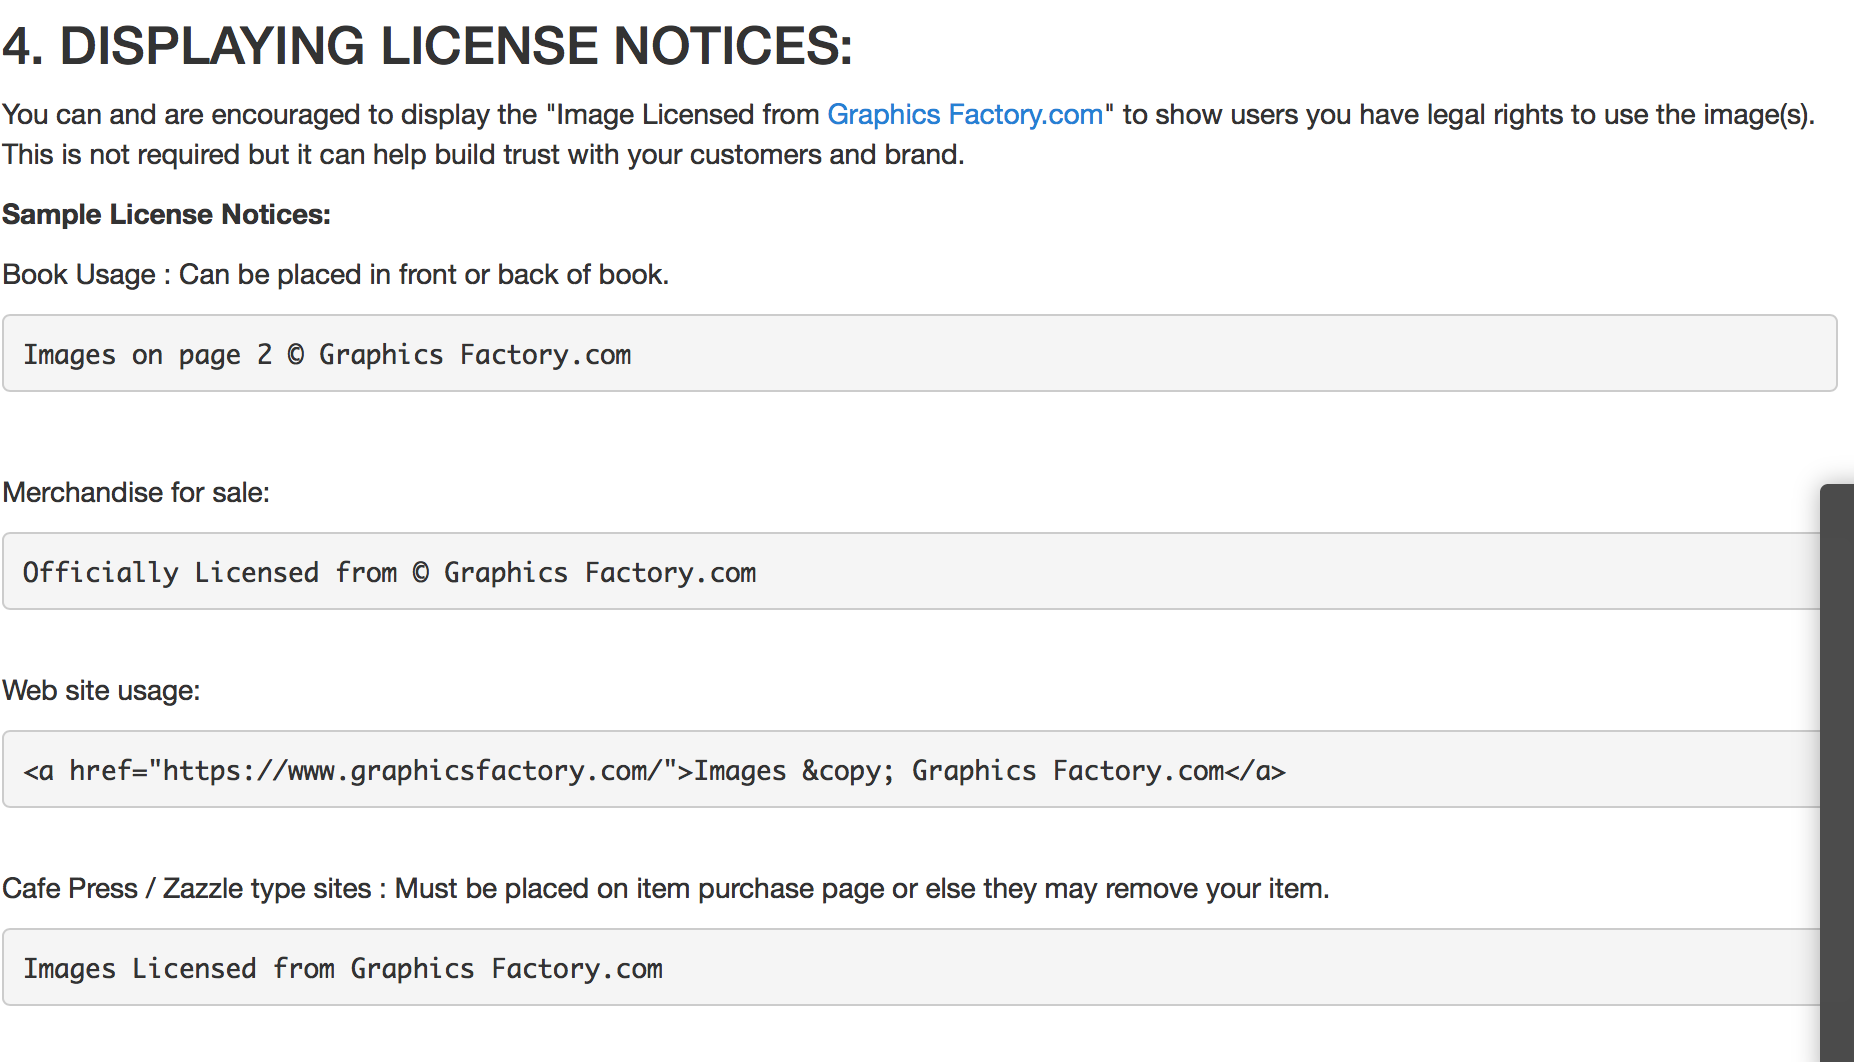 4. DISPLAYING LICENSE NOTICES:
You can and are encouraged to display the "Image Licensed from Graphics Factory.com" to show users you have legal rights to use the image(s).
This is not required but it can help build trust with your customers and brand.
Sample License Notices:
Book Usage : Can be placed in front or back of book.
Images on page 2 © Graphics Factory.com
Merchandise for sale:
Officially Licensed from © Graphics Factory.com
Web site usage:
<a href="https://www.graphicsfactory.com/">Images &copy; Graphics Factory.com</a>
Cafe Press / Zazzle type sites : Must be placed on item purchase page or else they may remove your item.
Images Licensed from Graphics Factory.com